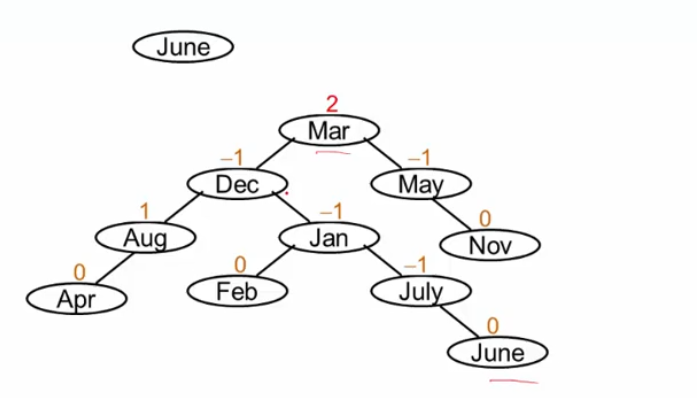 June
2
Mar
–1 –1
Dec May
1 –1 0
Aug Jan Nov
0 0 –1
Apr Feb July
0
June